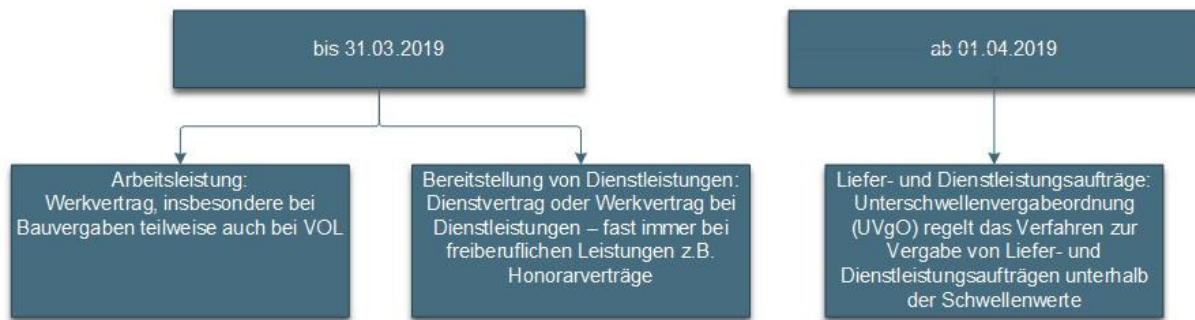 bis 31.03.2019
ab 01.04.2019
Arbeitsleistung:
Werkvertrag, insbesondere bei
Bauvergaben teilweise auch bei VOL
Bereitstellung von Dienstleistungen:
Dienstvertrag oder Werkvertrag bei
Dienstleistungen – fast immer bei
freiberuflichen Leistungen z.B.
Honorarverträge
Liefer- und Dienstleistungsaufträge:
Unterschwellenvergabeordnung
(UVgO) regelt das Verfahren zur
Vergabe von Liefer- und
Dienstleistungsaufträgen unterhalb
der Schwellenwerte